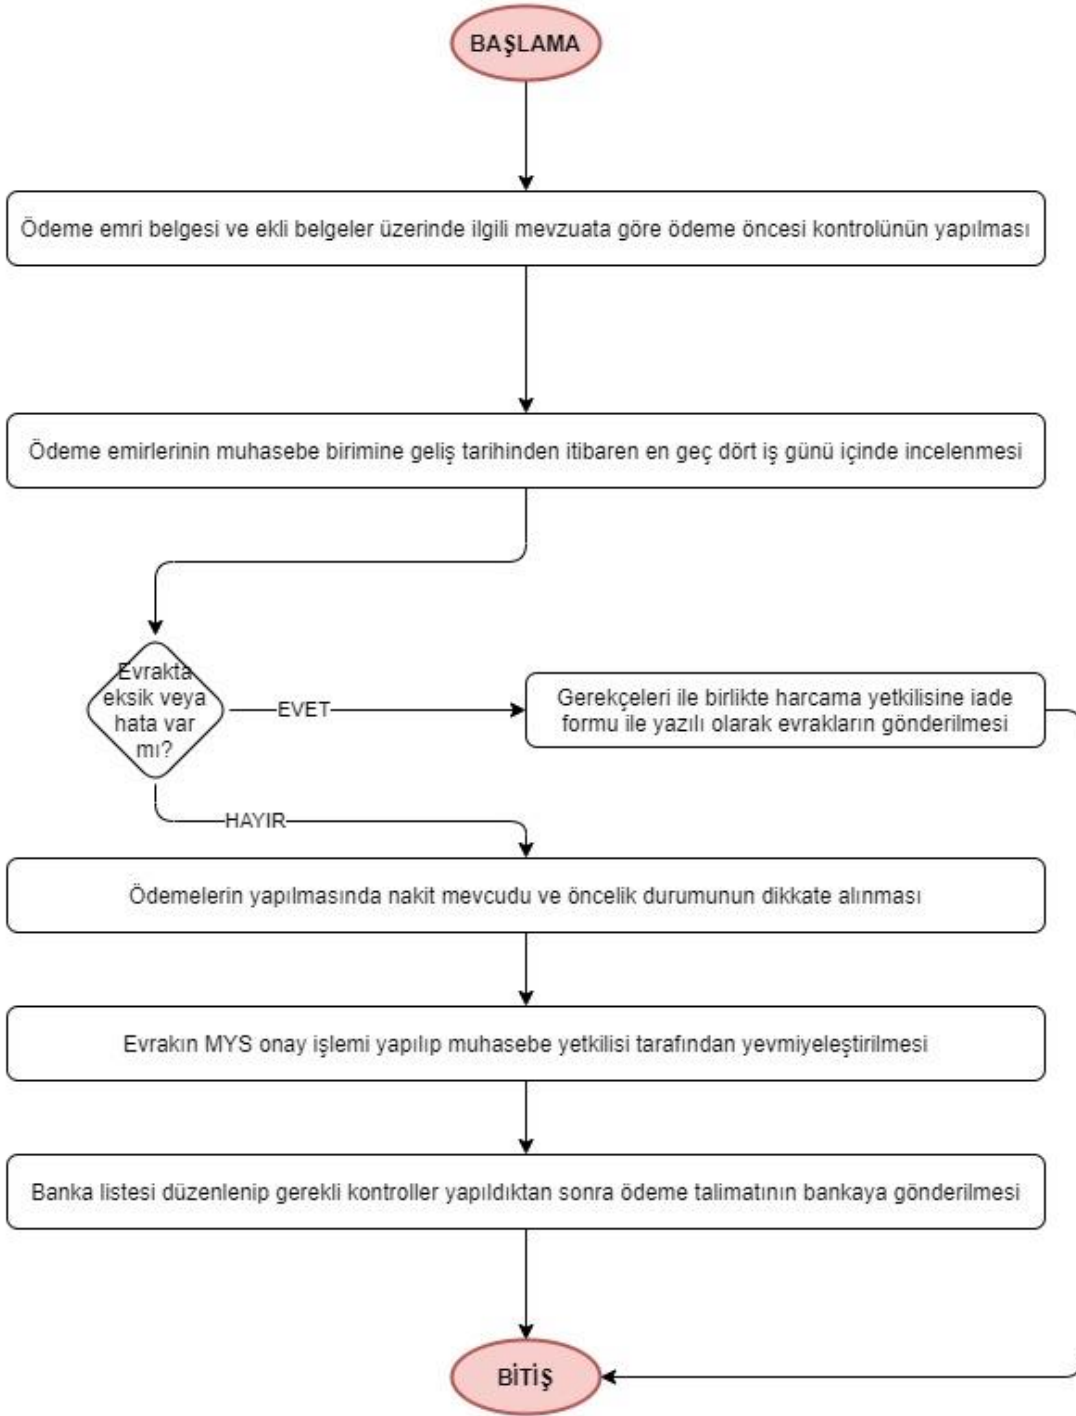 BAŞLAMA
Ödeme emri belgesi ve ekli belgeler üzerinde ilgili mevzuata göre ödeme öncesi kontrolünün yapılması
Ödeme emirlerinin muhasebe birimine geliş tarihinden itibaren en geç dört iş günü içinde incelenmesi
Evrakta
eksik veya
hata var
mı?
EVET
Gerekçeleri ile birlikte harcama yetkilisine iade
formu ile yazılı olarak evrakların gönderilmesi
HAYIR
Ödemelerin yapılmasında nakit mevcudu ve öncelik durumunun dikkate alınması
Evrakın MYS onay işlemi yapılıp muhasebe yetkilisi tarafından yevmiyeleştirilmesi
Banka listesi düzenlenip gerekli kontroller yapıldıktan sonra ödeme talimatının bankaya gönderilmesi
BİTİŞ